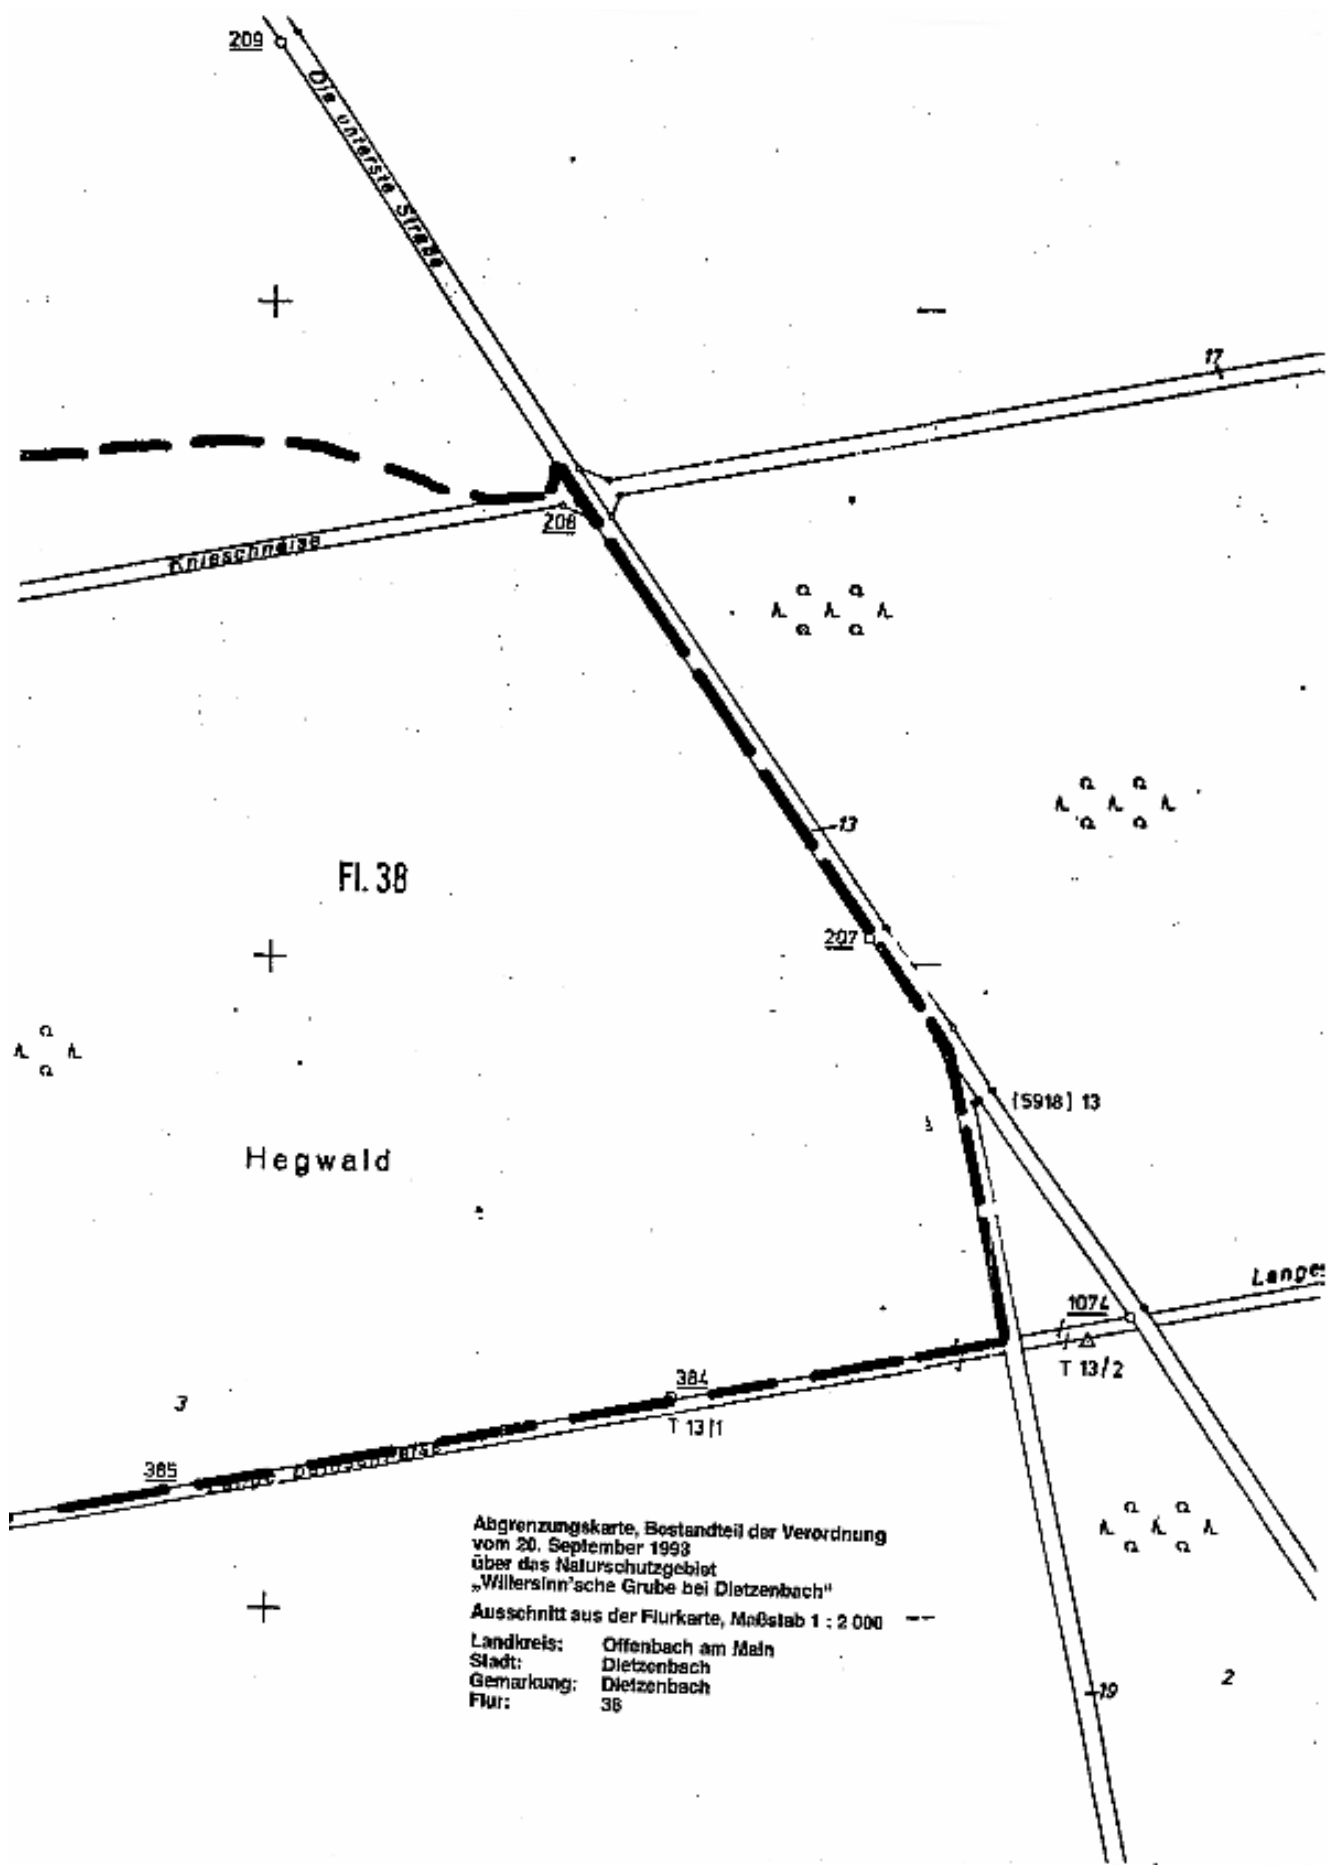 209
Die unterste Straße
17
208
Knieschneise
13
Fl. 38
207
[5918] 13
Hegwald
Lange
1074
T 13/2
384
3
T 13/1
385
Abgrenzungskarte, Bestandteil der Verordnung
vom 20. September 1993
über das Naturschutzgebiet
„Willersinn'sche Grube bei Dietzenbach“
Ausschnitt aus der Flurkarte, Maßstab 1 : 2 000
Landkreis: Offenbach am Main
Stadt: Dietzenbach
Gemarkung: Dietzenbach
Flur: 38
2
19